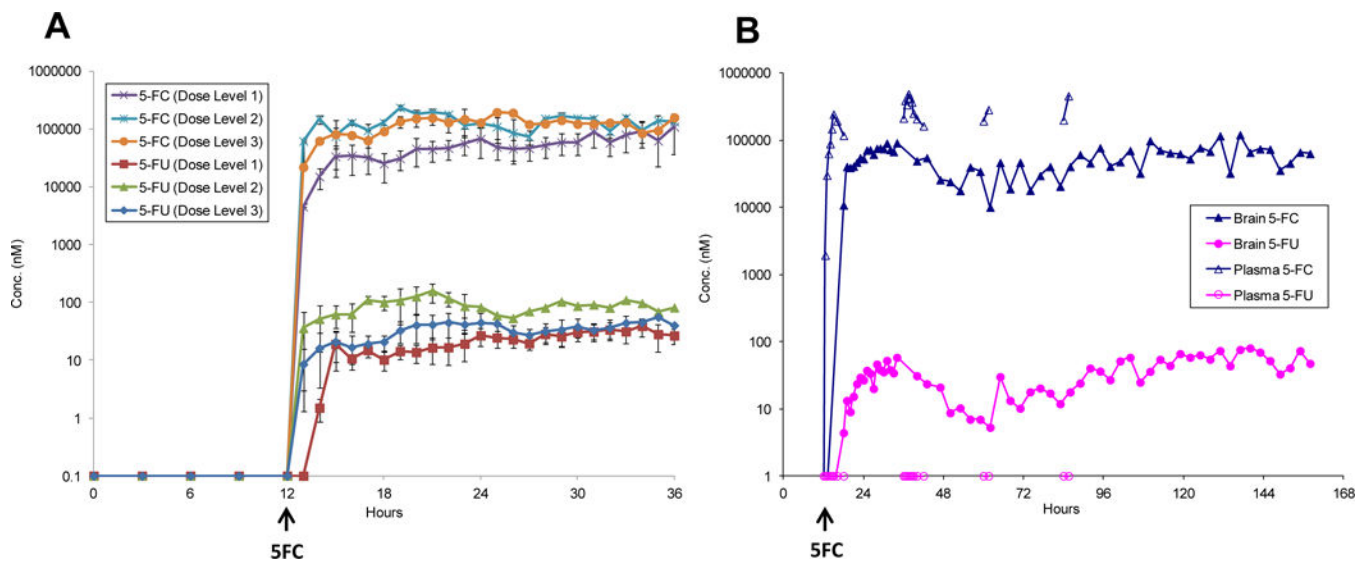 A
1000000
100000
10000
1000
100
10
1
0.1
Conc. (nM)
5-FC (Dose Level 1)
5-FC (Dose Level 2)
5-FC (Dose Level 3)
5-FU (Dose Level 1)
5-FU (Dose Level 2)
5-FU (Dose Level 3)
0 6 12 18 24 30 36
Hours
5FC
B
1000000
100000
10000
1000
100
10
1
Conc. (nM)
Brain 5-FC
Brain 5-FU
Plasma 5-FC
Plasma 5-FU
0 24 48 72 96 120 144 168
Hours
5FC